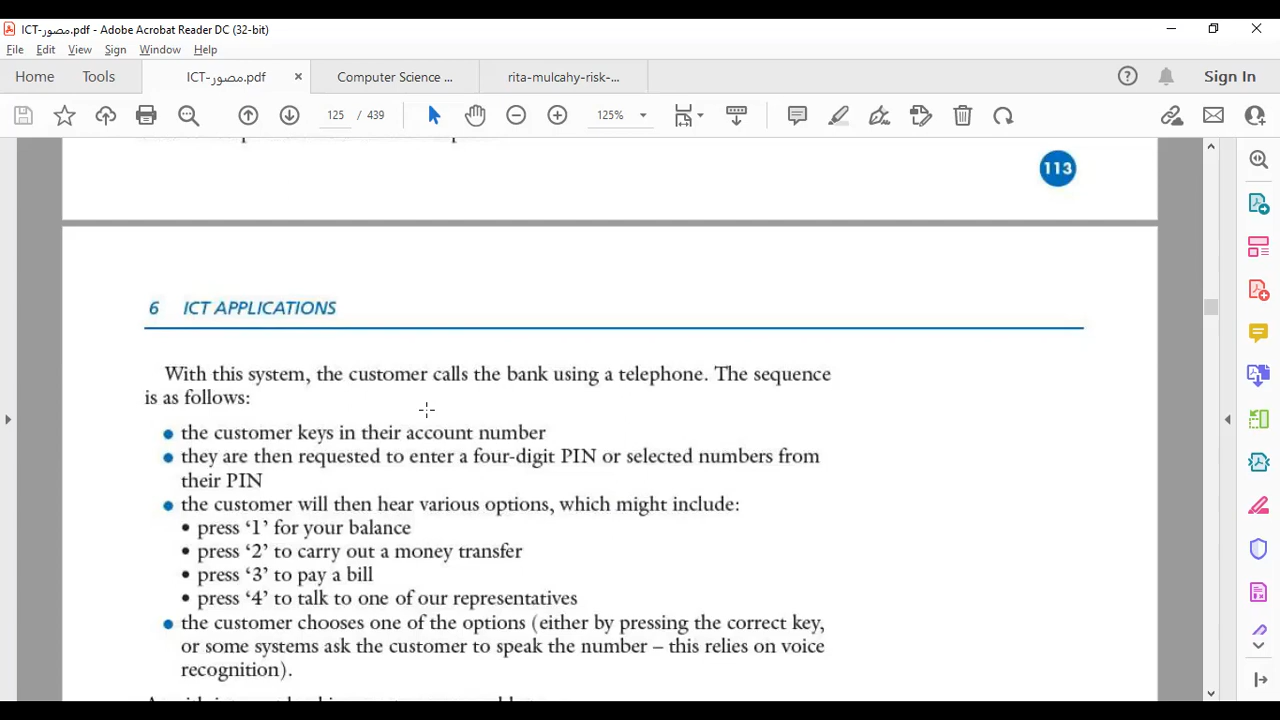 ICT-مصور.pdf - Adobe Acrobat Reader DC (32-bit)
File Edit View Sign Window Help
Home Tools ICT-مصور.pdf × Computer Science ... rita-mulcahy-risk-... Sign In
125 / 439 125%
113
6 ICT APPLICATIONS
With this system, the customer calls the bank using a telephone. The sequence
is as follows:
● the customer keys in their account number
● they are then requested to enter a four-digit PIN or selected numbers from
their PIN
● the customer will then hear various options, which might include:
• press ‘1’ for your balance
• press ‘2’ to carry out a money transfer
• press ‘3’ to pay a bill
• press ‘4’ to talk to one of our representatives
● the customer chooses one of the options (either by pressing the correct key,
or some systems ask the customer to speak the number – this relies on voice
recognition).